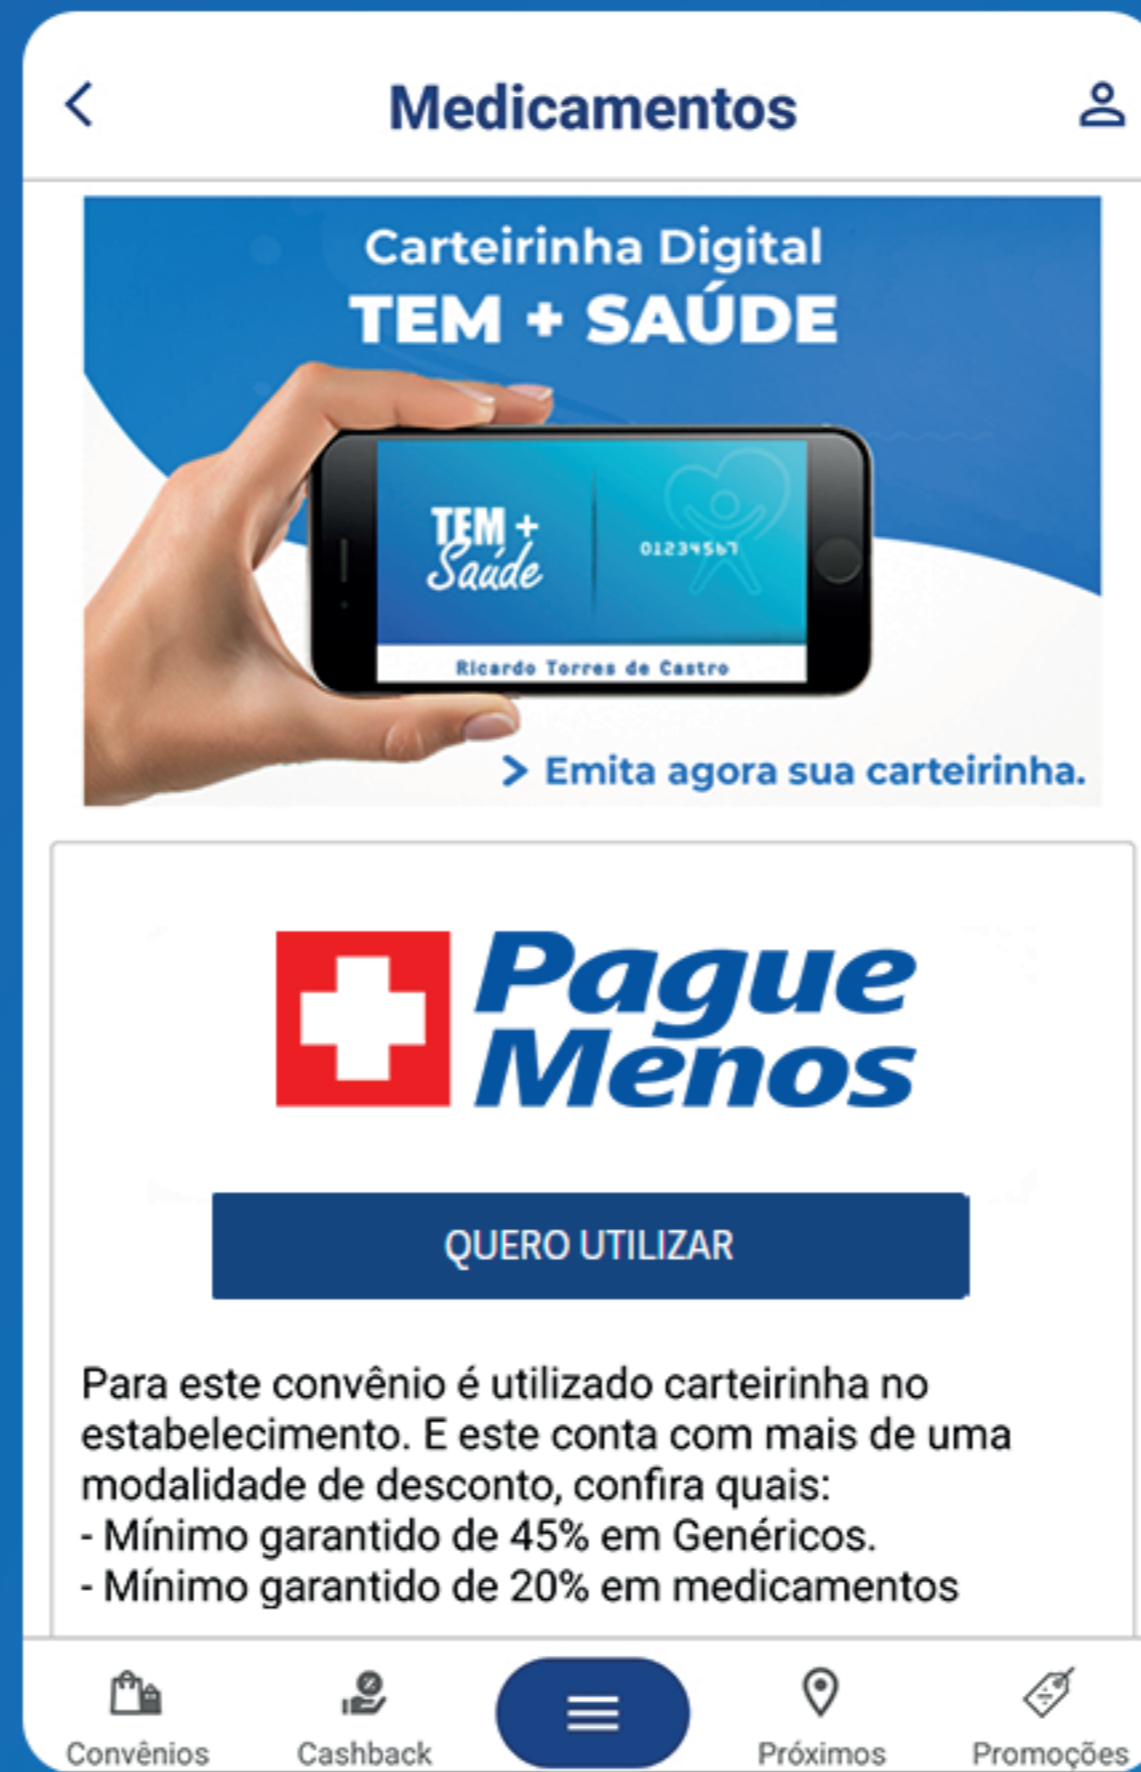 Medicamentos
Carteirinha Digital
TEM + SAÚDE
TEM +
Saúde
01234567
Ricardo Torres de Castro
> Emita agora sua carteirinha.
Pague
Menos
QUERO UTILIZAR
Para este convênio é utilizado carteirinha no
estabelecimento. E este conta com mais de uma
modalidade de desconto, confira quais:
- Mínimo garantido de 45% em Genéricos.
- Mínimo garantido de 20% em medicamentos
Convênios
Cashback
Próximos
Promoções